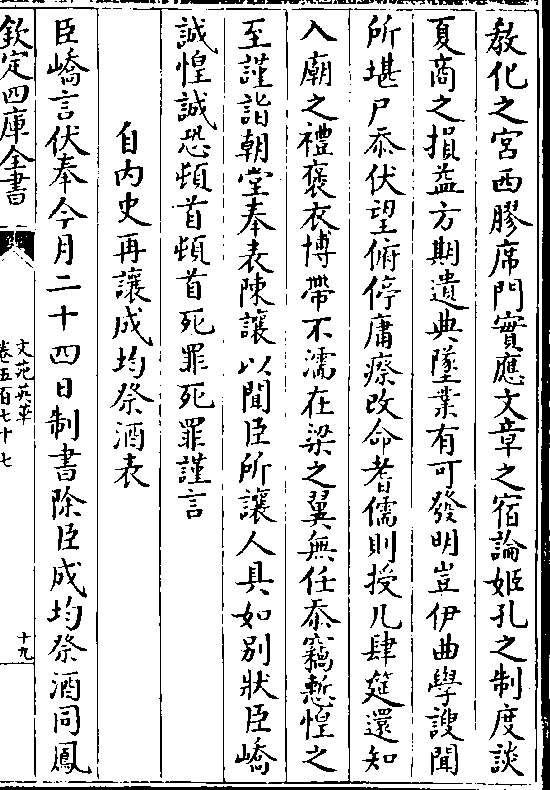 教化之宮西膠席門實應文章之宿論姬孔之制度談
夏商之損益方期遺典墜業有可發明豈伊曲學謏聞
所堪尸忝伏望俯停庸瘵改命耆儒則授几肆筵還知
入廟之禮褒衣博帶不濡在梁之翼無任忝竊慙惶之
至謹詣朝堂奉表陳讓以聞臣所讓人具如別狀臣嶠
誠惶誠恐頓首頓首死罪死罪謹言
自內史再讓成均祭酒表
臣嶠言伏奉今月二十四日制書除臣成均祭酒同鳳
欽定四庫全書
文苑英華
卷五百七十七
十九